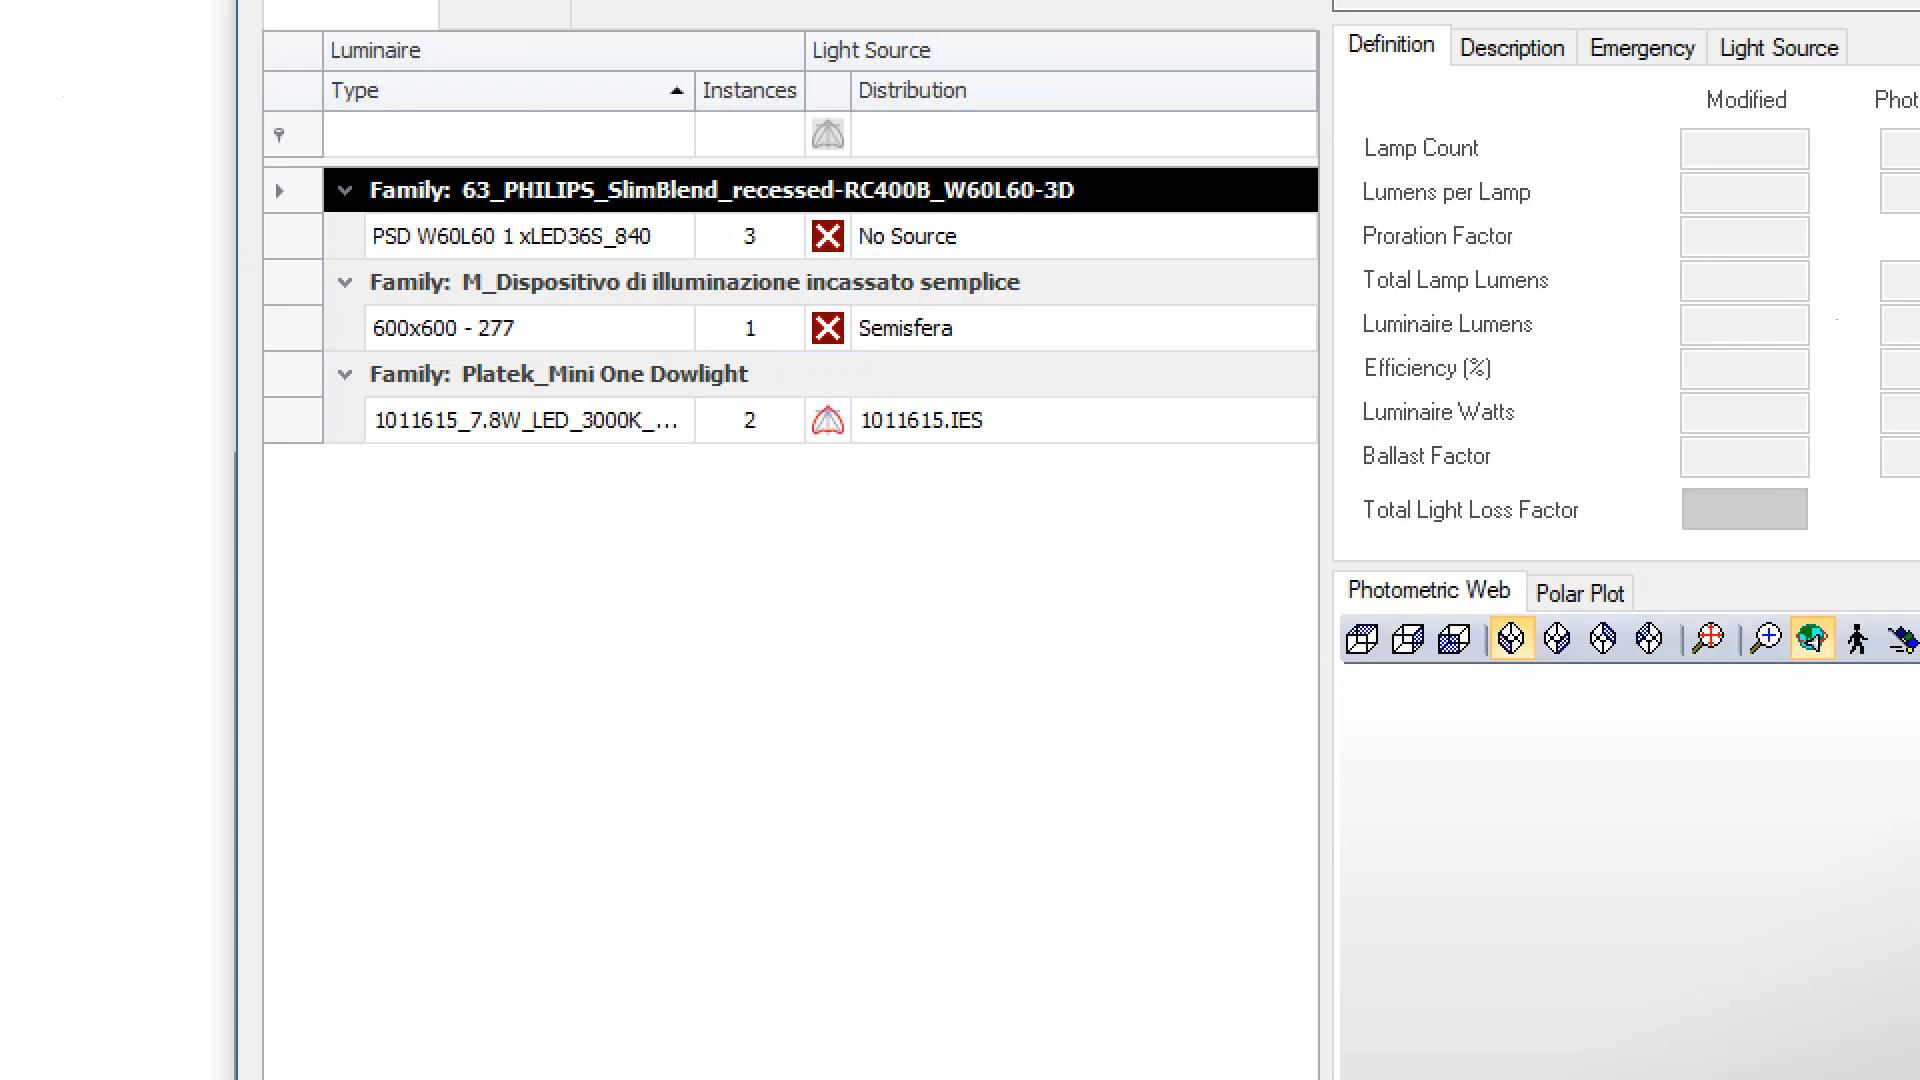 Luminaire Light Source
Type Instances Distribution
Family: 63_PHILIPS_SlimBlend_recessed-RC400B_W60L60-3D
PSD W60L60 1 xLED36S_840 3 No Source
Family: M_Dispositivo di illuminazione incassato semplice
600x600 - 277 1 Semisfera
Family: Platek_Mini One Dowlight
1011615_7.8W_LED_3000K_... 2 1011615.IES
Definition Description Emergency Light Source
Modified Phot
Lamp Count
Lumens per Lamp
Proration Factor
Total Lamp Lumens
Luminaire Lumens
Efficiency (%)
Luminaire Watts
Ballast Factor
Total Light Loss Factor
Photometric Web Polar Plot